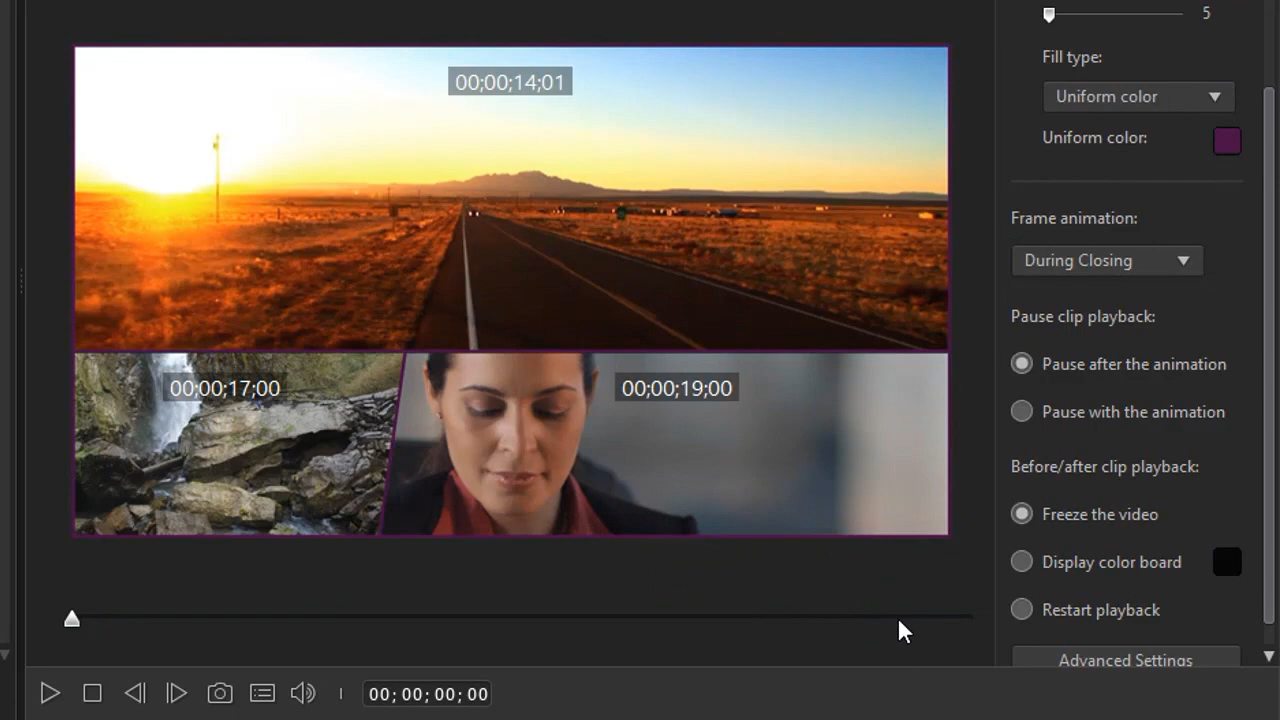 5
Fill type:
Uniform color
Uniform color:
00;00;14;01
00;00;17;00
00;00;19;00
Frame animation:
During Closing
Pause clip playback:
Pause after the animation
Pause with the animation
Before/after clip playback:
Freeze the video
Display color board
Restart playback
Advanced Settings
00;00;00;00